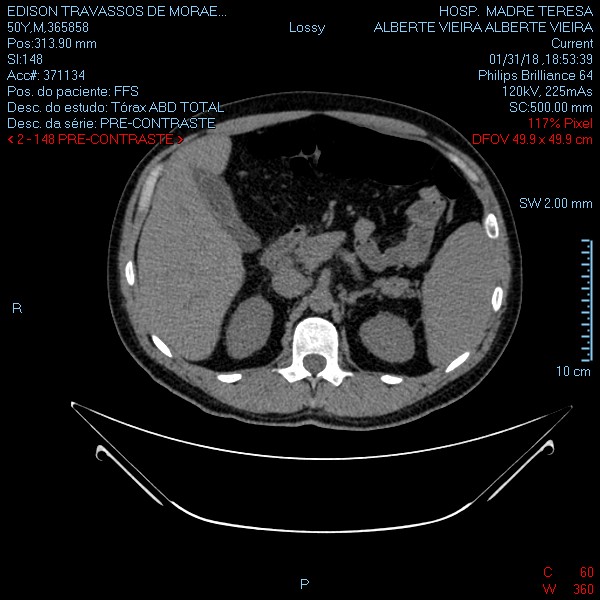 EDISON TRAVASSOS DE MORAE...
50Y,M,365858
Pos:313.90 mm
SI:148
Acc#: 371134
Pos. do paciente: FFS
Desc. do estudo: Tórax ABD TOTAL
Desc. da série: PRE-CONTRASTE
< 2 - 148 PRE-CONTRASTE >
Lossy
HOSP. MADRE TERESA
ALBERTE VIEIRA ALBERTE VIEIRA
Current
01/31/18 ,18:53:39
Philips Brilliance 64
120kV, 225mAs
SC:500.00 mm
117% Pixel
DFOV 49.9 x 49.9 cm
SW 2.00 mm
R
10 cm
P
C 60
W 360